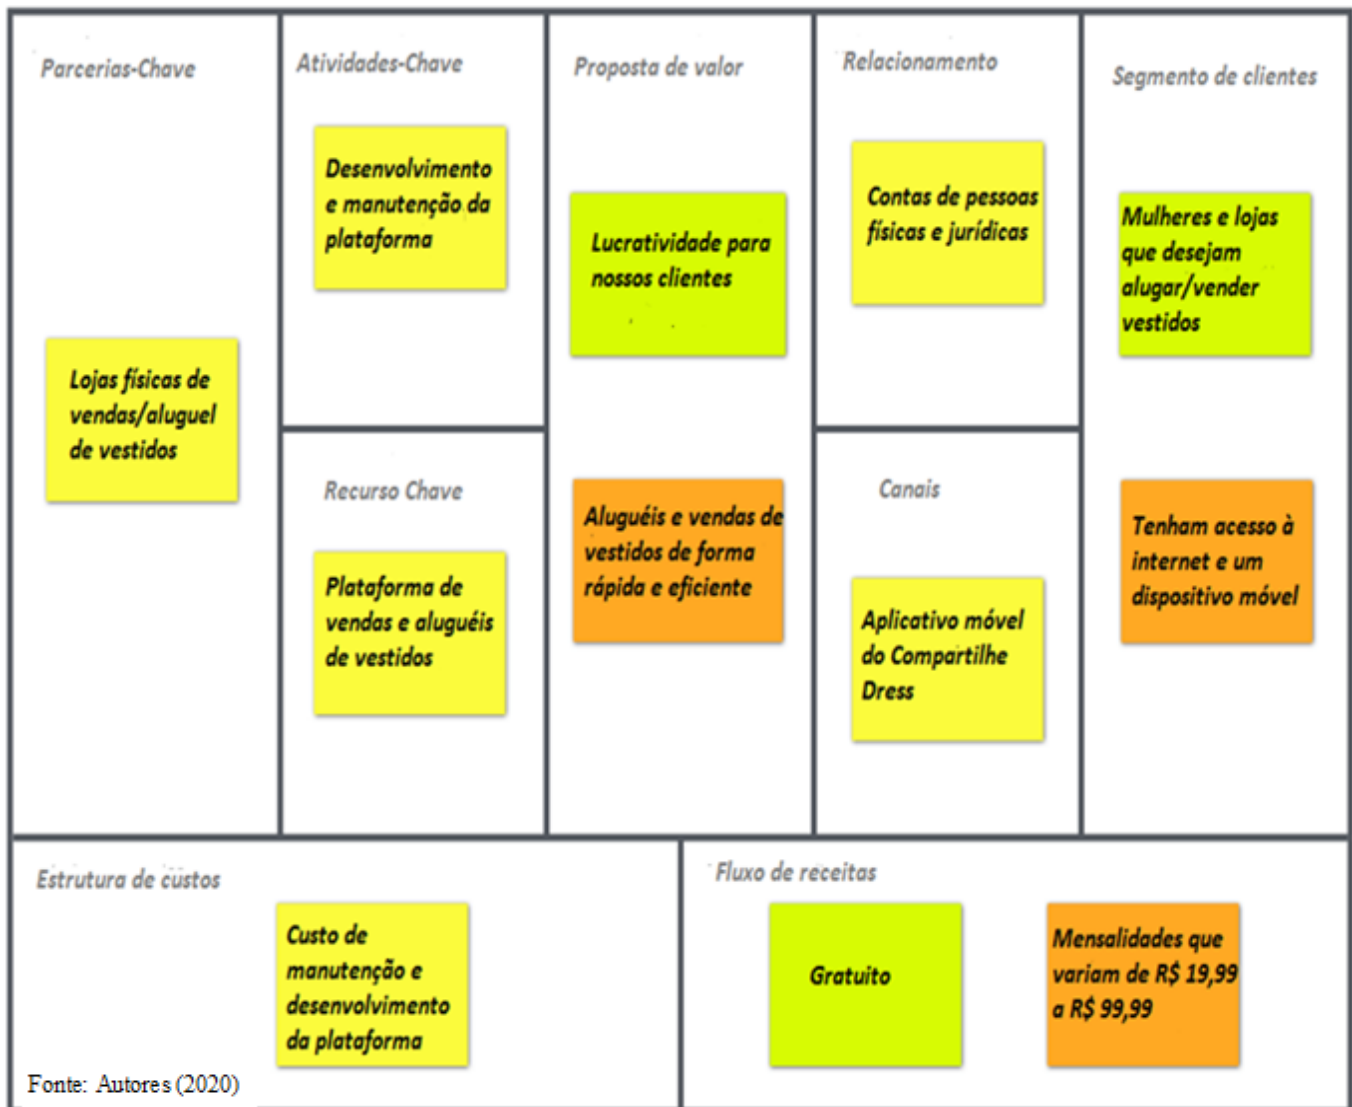 Parcerias-Chave
Lojas físicas de
vendas/aluguel
de vestidos
Atividades-Chave
Desenvolvimento
e manutenção da
plataforma
Recurso Chave
Plataforma de
vendas e aluguéis
de vestidos
Proposta de valor
Lucratividade para
nossos clientes
Aluguéis e vendas de
vestidos de forma
rápida e eficiente
Relacionamento
Contas de pessoas
físicas e jurídicas
Canais
Aplicativo móvel
do Compartilhe
Dress
Segmento de clientes
Mulheres e lojas
que desejam
alugar/vender
vestidos
Tenham acesso à
internet e um
dispositivo móvel
Estrutura de custos
Custo de
manutenção e
desenvolvimento
da plataforma
Fluxo de receitas
Gratuito
Mensalidades que
variam de R$ 19,99
a R$ 99,99
Fonte: Autores (2020)